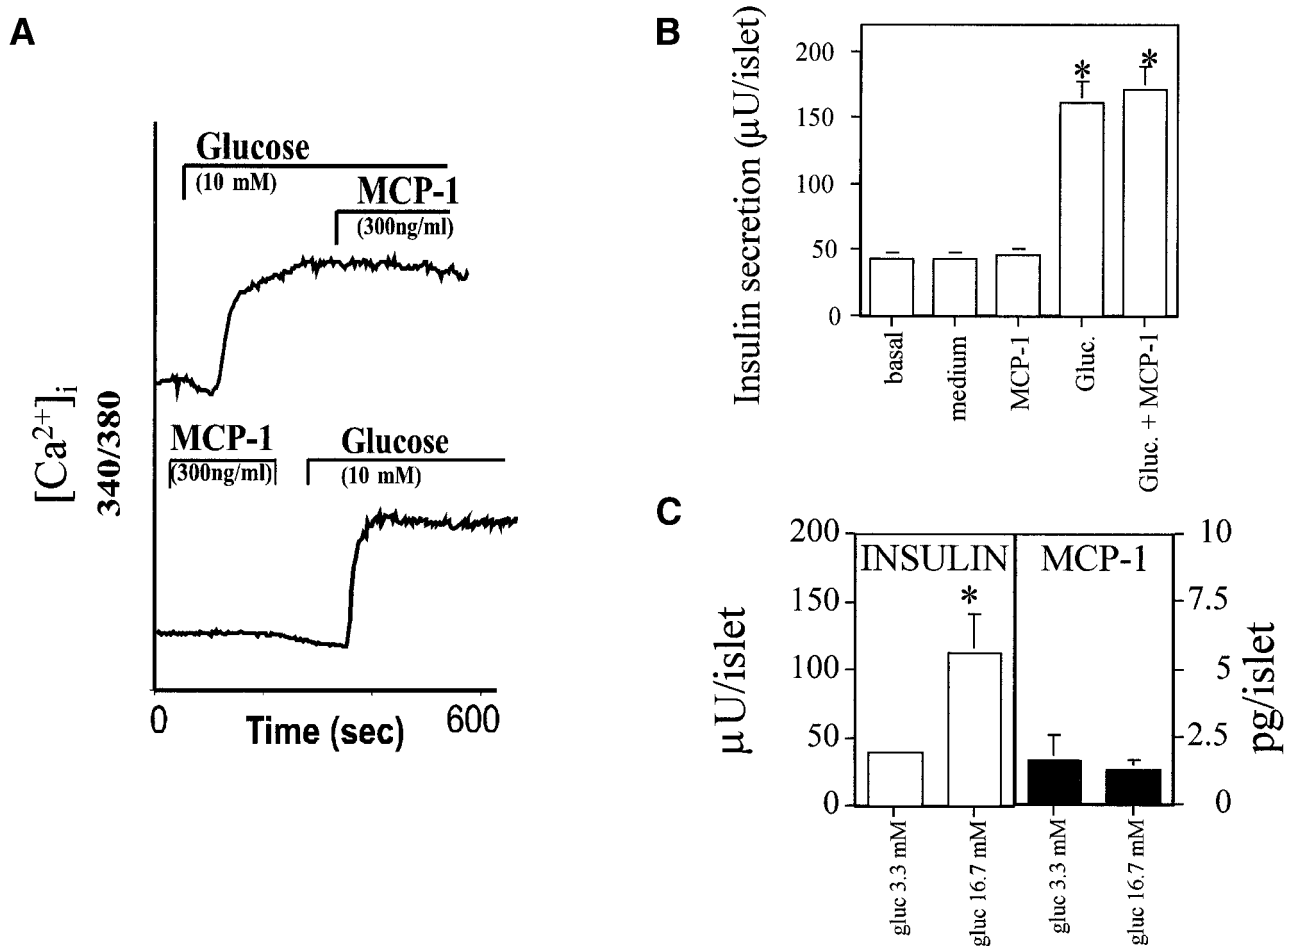 A
Glucose
(10 mM)
MCP-1
(300ng/ml)
[Ca2+]i
340/380
MCP-1
(300ng/ml)
Glucose
(10 mM)
0
600
Time (sec)
B
Insulin secretion (µU/islet)
200
150
100
50
0
*
*
basal
medium
MCP-1
Gluc.
Gluc. + MCP-1
C
µU/islet
200
150
100
50
0
INSULIN
*
MCP-1
10
7.5
5
2.5
0
pg/islet
gluc 3.3 mM
gluc 16.7 mM
gluc 3.3 mM
gluc 16.7 mM